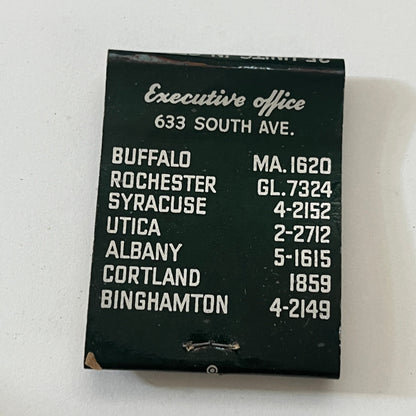 Executive office
633 SOUTH AVE.
BUFFALO MA.1620
ROCHESTER GL.7324
SYRACUSE 4-2152
UTICA 2-2712
ALBANY 5-1615
CORTLAND 1859
BINGHAMTON 4-2149